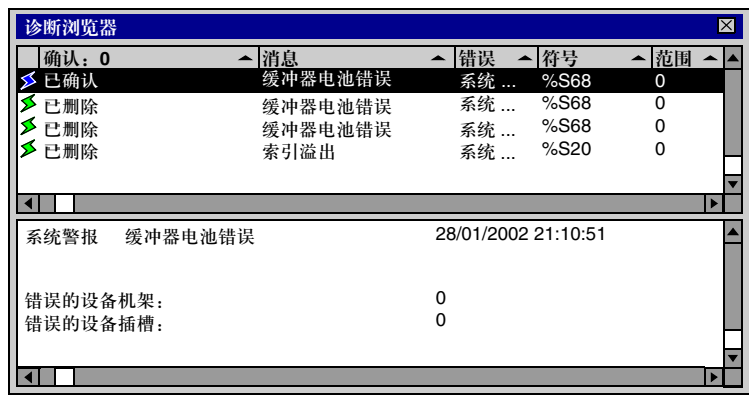 诊断浏览器
确认：0 消息 错误 符号 范围
已确认 缓冲器电池错误 系统 ... %S68 0
已删除 缓冲器电池错误 系统 ... %S68 0
已删除 缓冲器电池错误 系统 ... %S68 0
已删除 索引溢出 系统 ... %S20 0
系统警报 缓冲器电池错误 28/01/2002 21:10:51
错误的设备机架： 0
错误的设备插槽： 0